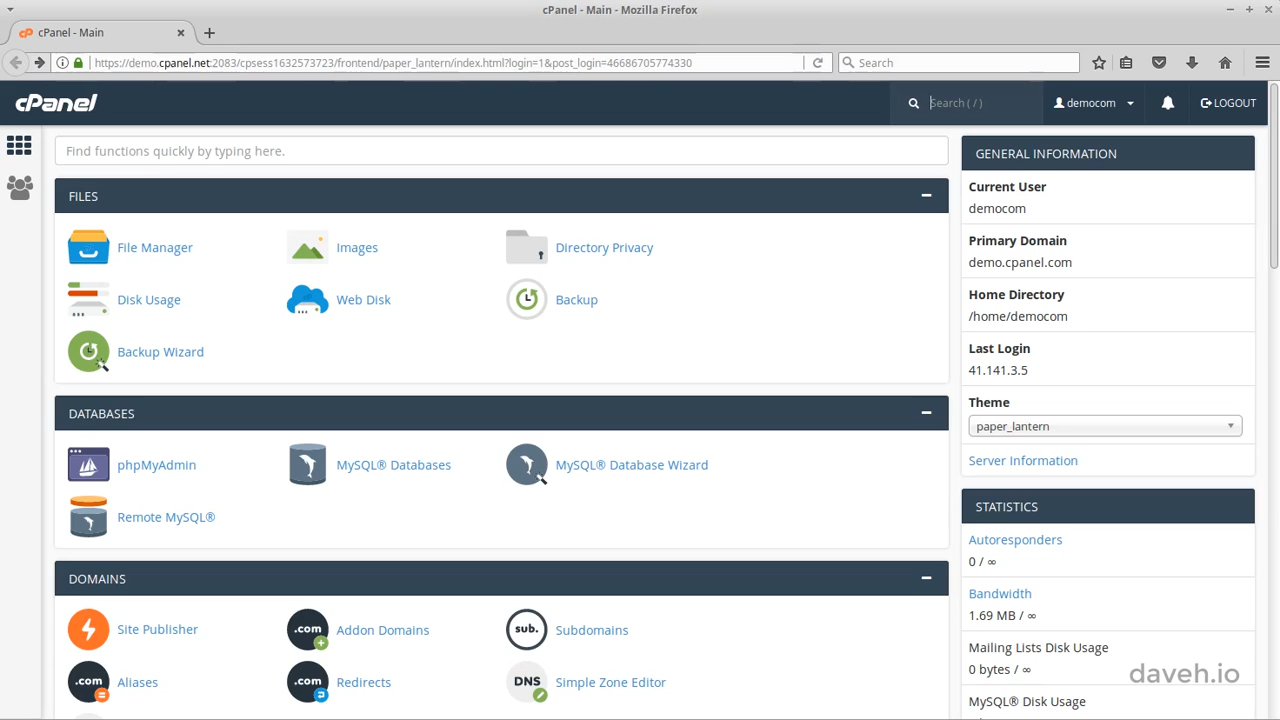 cPanel - Main - Mozilla Firefox
cPanel - Main
https://demo.cpanel.net:2083/cpsess1632573723/frontend/paper_lantern/index.html?login=1&post_login=46686705774330
Search
cPanel
Search ( / )
democom
LOGOUT
Find functions quickly by typing here.
FILES
File Manager
Images
Directory Privacy
Disk Usage
Web Disk
Backup
Backup Wizard
DATABASES
phpMyAdmin
MySQL® Databases
MySQL® Database Wizard
Remote MySQL®
DOMAINS
Site Publisher
.com
Addon Domains
sub.
Subdomains
.com
Aliases
.com
Redirects
DNS
Simple Zone Editor
GENERAL INFORMATION
Current User
democom
Primary Domain
demo.cpanel.com
Home Directory
/home/democom
Last Login
41.141.3.5
Theme
paper_lantern
Server Information
STATISTICS
Autoresponders
0 / ∞
Bandwidth
1.69 MB / ∞
Mailing Lists Disk Usage
0 bytes / ∞
MySQL® Disk Usage
daveh.io